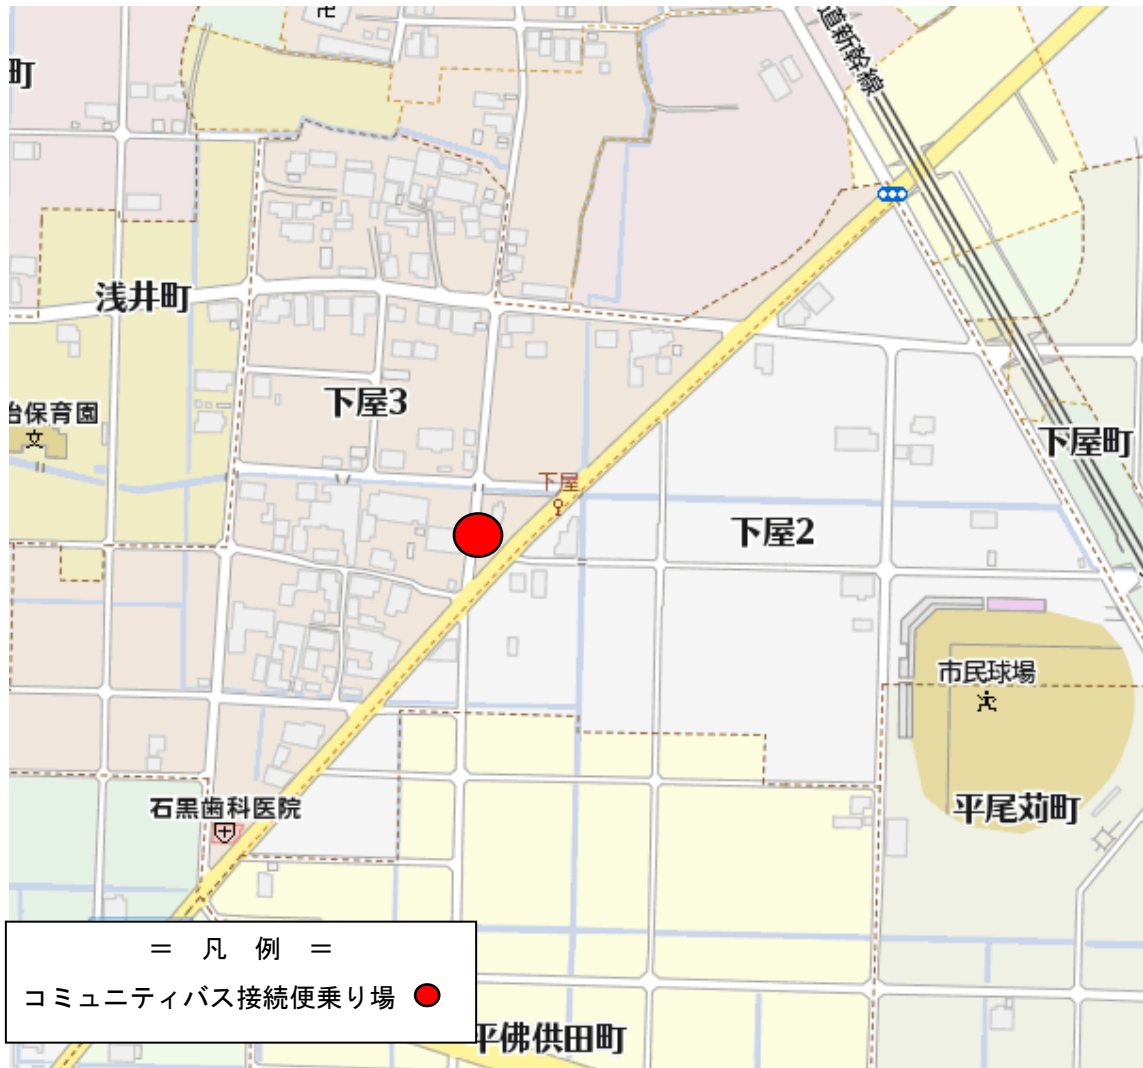 町
道新幹線
浅井町
下屋3
治保育園
下屋町
下屋
下屋2
市民球場
石黒歯科医院
平尾苅町
＝ 凡 例 ＝
コミュニティバス接続便乗り場
平佛供田町